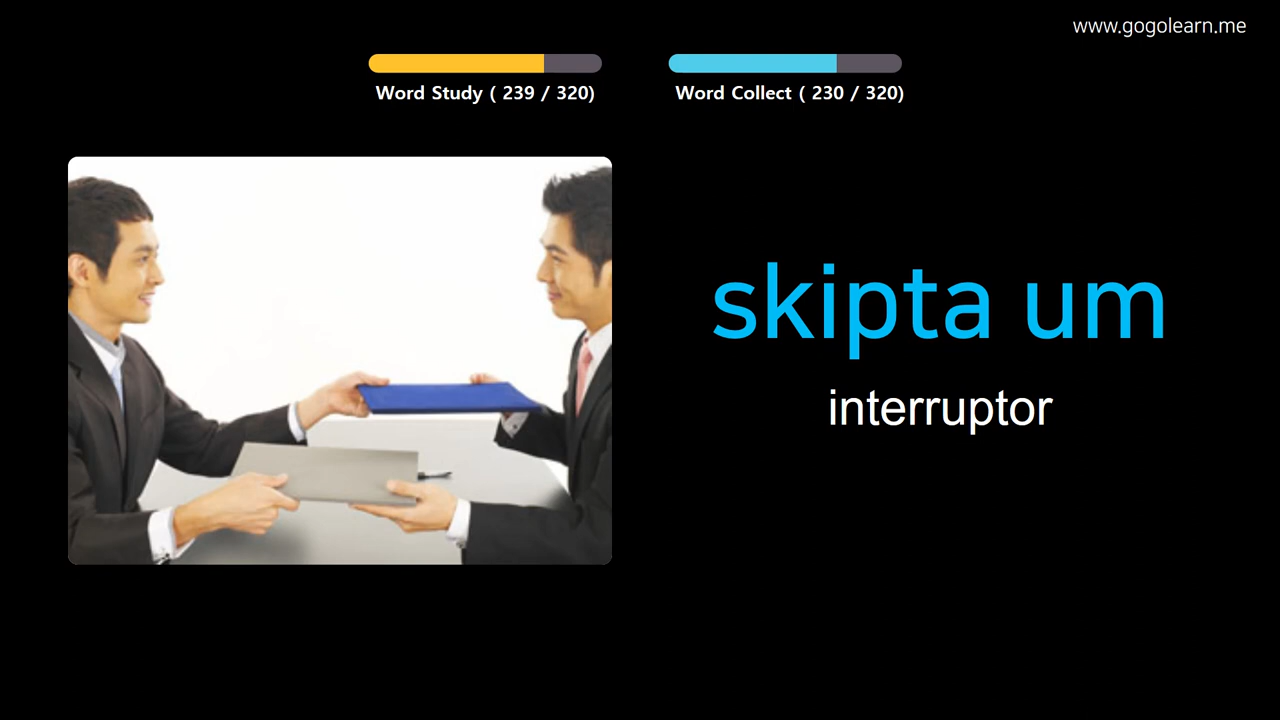 www.gogolearn.me
Word Study ( 239 / 320)
Word Collect ( 230 / 320)
skipta um
interruptor